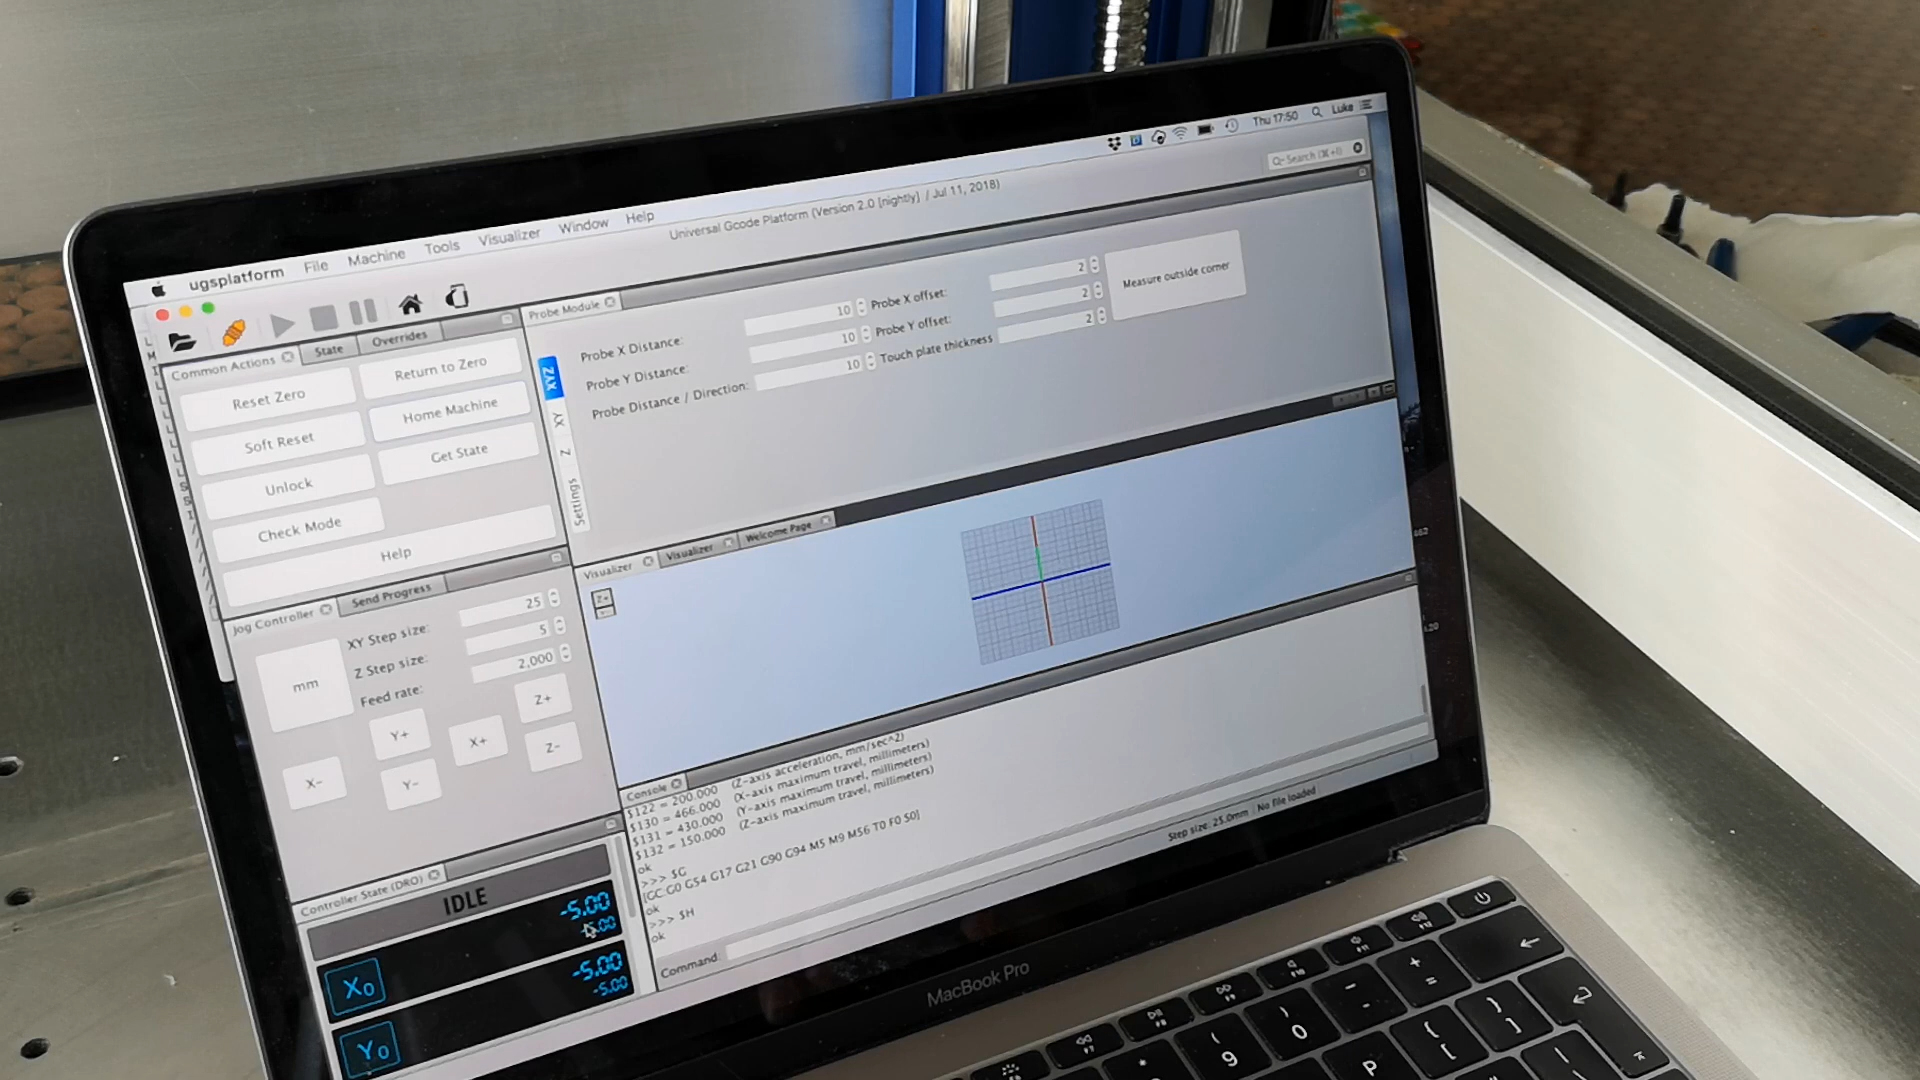 Thu 17:50 Luke
ugsplatform File Machine Tools Visualizer Window Help
Universal Gcode Platform (Version 2.0 [nightly] / Jul 11, 2018)
Search (⌘+I)
Common Actions
State
Overrides
Reset Zero
Return to Zero
Soft Reset
Home Machine
Unlock
Get State
Check Mode
Help
Probe Module
XYZ
XY
Z
Settings
Probe X Distance: 10
Probe X offset: 2
Probe Y Distance: 10
Probe Y offset: 2
Probe Distance / Direction: 10
Touch plate thickness 2
Measure outside corner
Visualizer
Visualizer
Welcome Page
Jog Controller
Send Progress
mm
XY Step size: 25
Z Step size: 5
Feed rate: 2,000
Y+
X+
Z+
X-
Y-
Z-
Console
(Z-axis acceleration, mm/sec^2)
$122 = 200.000 (X-axis maximum travel, millimeters)
$130 = 466.000 (Y-axis maximum travel, millimeters)
$131 = 430.000 (Z-axis maximum travel, millimeters)
$132 = 150.000
ok
>>> $G
[GC:G0 G54 G17 G21 G90 G94 M5 M9 M56 T0 F0 S0]
ok
>>> $H
ok
Command:
Step size: 25.0mm No file loaded
Controller State (DRO)
IDLE
X0
-5.00
Y0
-5.00
-5.00
MacBook Pro